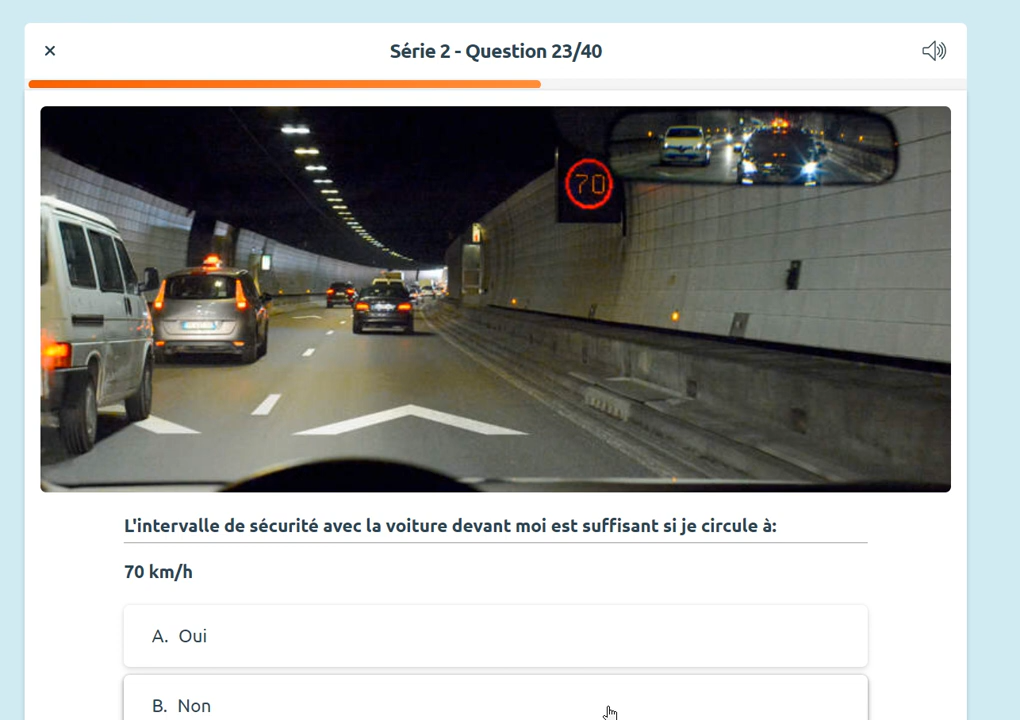 Série 2 - Question 23/40
70
L'intervalle de sécurité avec la voiture devant moi est suffisant si je circule à:
70 km/h
A. Oui
B. Non